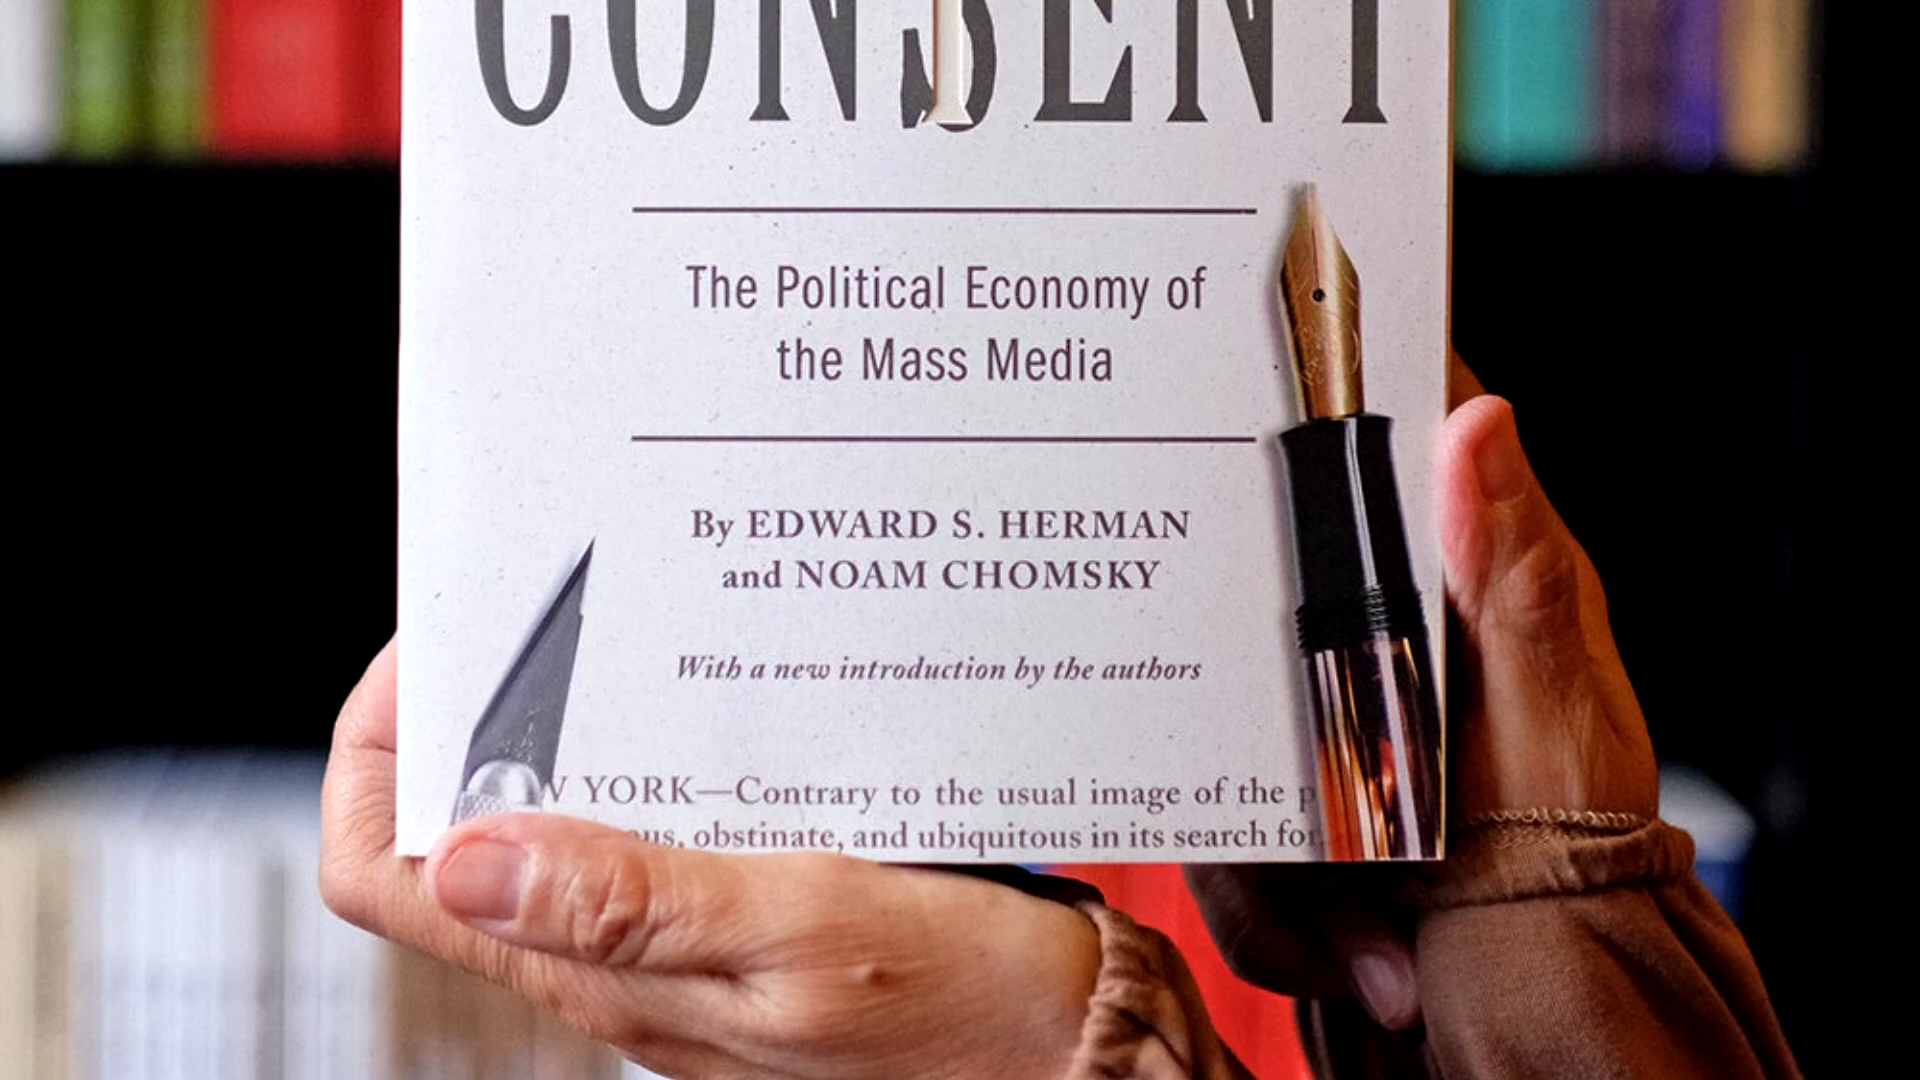 CONSENT
The Political Economy of
the Mass Media
By EDWARD S. HERMAN
and NOAM CHOMSKY
With a new introduction by the authors
YORK—Contrary to the usual image of the
obstinate, and ubiquitous in its search for